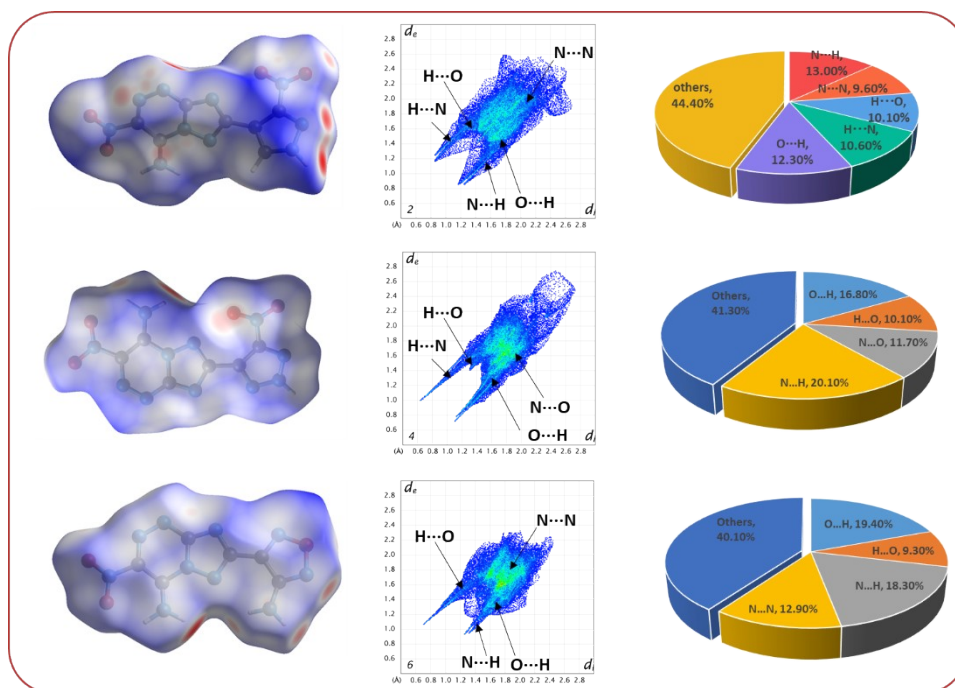 de
2.8
2.6
2.4
2.2
2.0
1.8
1.6
1.4
1.2
1.0
0.8
0.6
H···O
H···N
N···N
N···H
O···H
2
di
(Å) 0.6 0.8 1.0 1.2 1.4 1.6 1.8 2.0 2.2 2.4 2.6 2.8
N···H,
13.00%
N···N, 9.60%
H···O,
10.10%
H···N,
10.60%
O···H,
12.30%
others,
44.40%
de
2.8
2.6
2.4
2.2
2.0
1.8
1.6
1.4
1.2
1.0
0.8
0.6
H···O
H···N
N···O
O···H
4
di
(Å) 0.6 0.8 1.0 1.2 1.4 1.6 1.8 2.0 2.2 2.4 2.6 2.8
O...H, 16.80%
H...O, 10.10%
N...O, 11.70%
N...H, 20.10%
Others,
41.30%
de
2.8
2.6
2.4
2.2
2.0
1.8
1.6
1.4
1.2
1.0
0.8
0.6
N···N
H···O
N···H
O···H
6
di
(Å) 0.6 0.8 1.0 1.2 1.4 1.6 1.8 2.0 2.2 2.4 2.6 2.8
O...H, 19.40%
H...O, 9.30%
N...H, 18.30%
N...N, 12.90%
Others,
40.10%